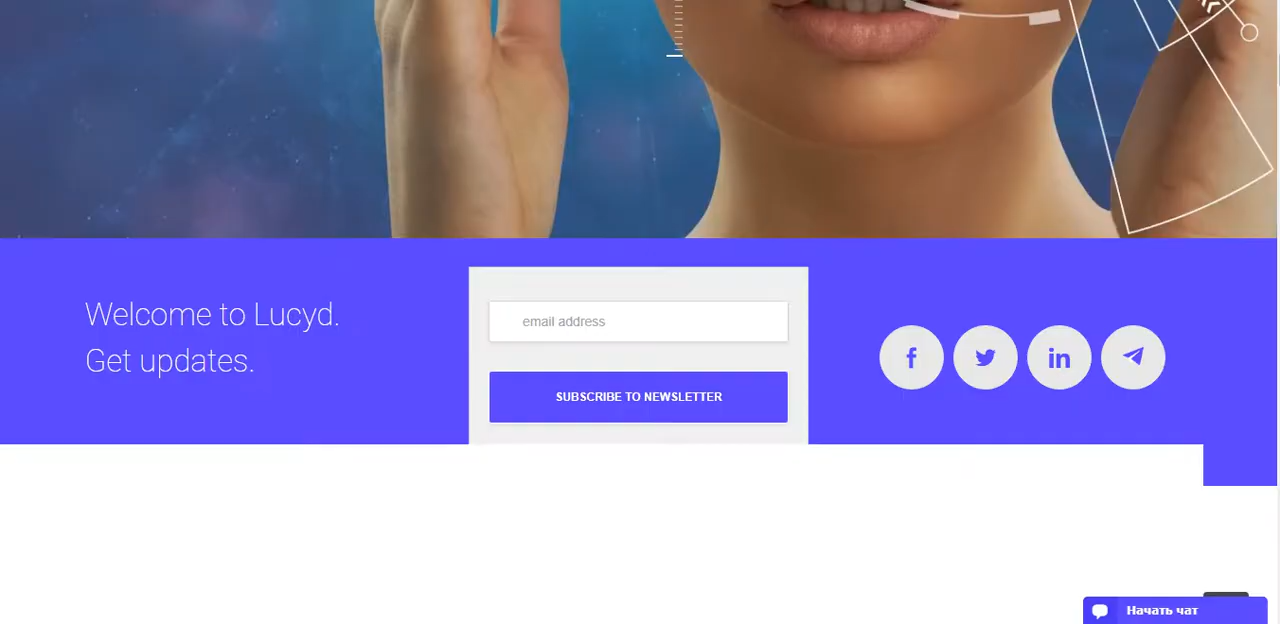 Welcome to Lucyd.
Get updates.
email address
SUBSCRIBE TO NEWSLETTER
Начать чат